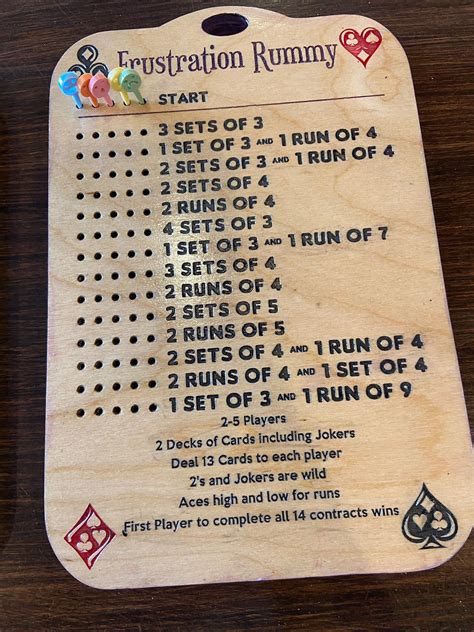 Frustration Rummy
START
3 SETS OF 3
1 SET OF 3 AND 1 RUN OF 4
2 SETS OF 3 AND 1 RUN OF 4
2 SETS OF 4
2 RUNS OF 4
4 SETS OF 3
1 SET OF 3 AND 1 RUN OF 7
3 SETS OF 4
2 RUNS OF 4
2 SETS OF 5
2 RUNS OF 5
2 SETS OF 4 AND 1 RUN OF 4
2 RUNS OF 4 AND 1 SET OF 4
1 SET OF 3 AND 1 RUN OF 9
2-5 Players
2 Decks of Cards including Jokers
Deal 13 Cards to each player
2's and Jokers are wild
Aces high and low for runs
First Player to complete all 14 contracts wins